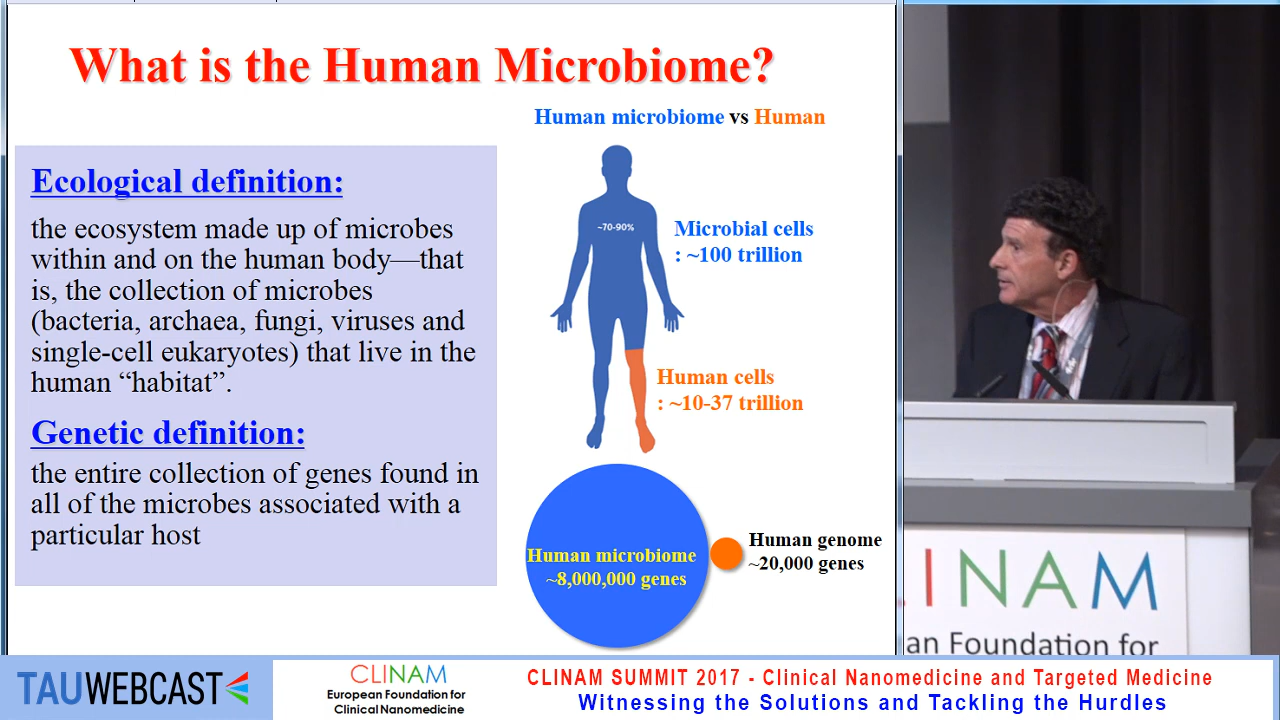 What is the Human Microbiome?
Human microbiome vs Human
Ecological definition:
the ecosystem made up of microbes
within and on the human body—that
is, the collection of microbes
(bacteria, archaea, fungi, viruses and
single-cell eukaryotes) that live in the
human “habitat”.
Genetic definition:
the entire collection of genes found in
all of the microbes associated with a
particular host
~70-90%
Microbial cells
: ~100 trillion
Human cells
: ~10-37 trillion
Human microbiome
~8,000,000 genes
Human genome
~20,000 genes
LINAM
an Foundation for
TAUWEBCAST
CLINAM
European Foundation for
Clinical Nanomedicine
CLINAM SUMMIT 2017 - Clinical Nanomedicine and Targeted Medicine
Witnessing the Solutions and Tackling the Hurdles